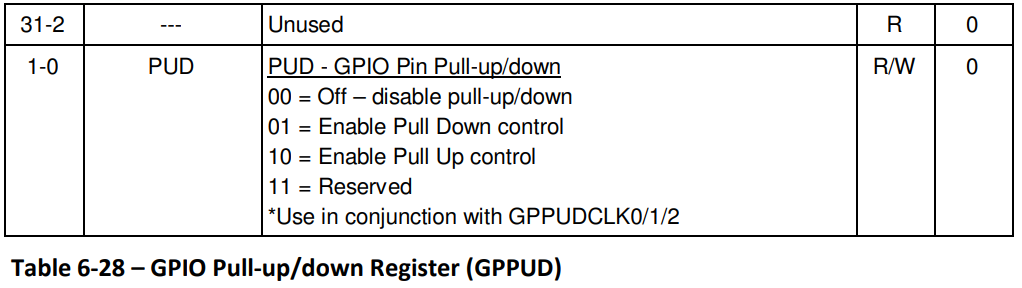 31-2 --- Unused R 0
1-0 PUD PUD - GPIO Pin Pull-up/down R/W 0
00 = Off – disable pull-up/down
01 = Enable Pull Down control
10 = Enable Pull Up control
11 = Reserved
*Use in conjunction with GPPUDCLK0/1/2
Table 6-28 – GPIO Pull-up/down Register (GPPUD)